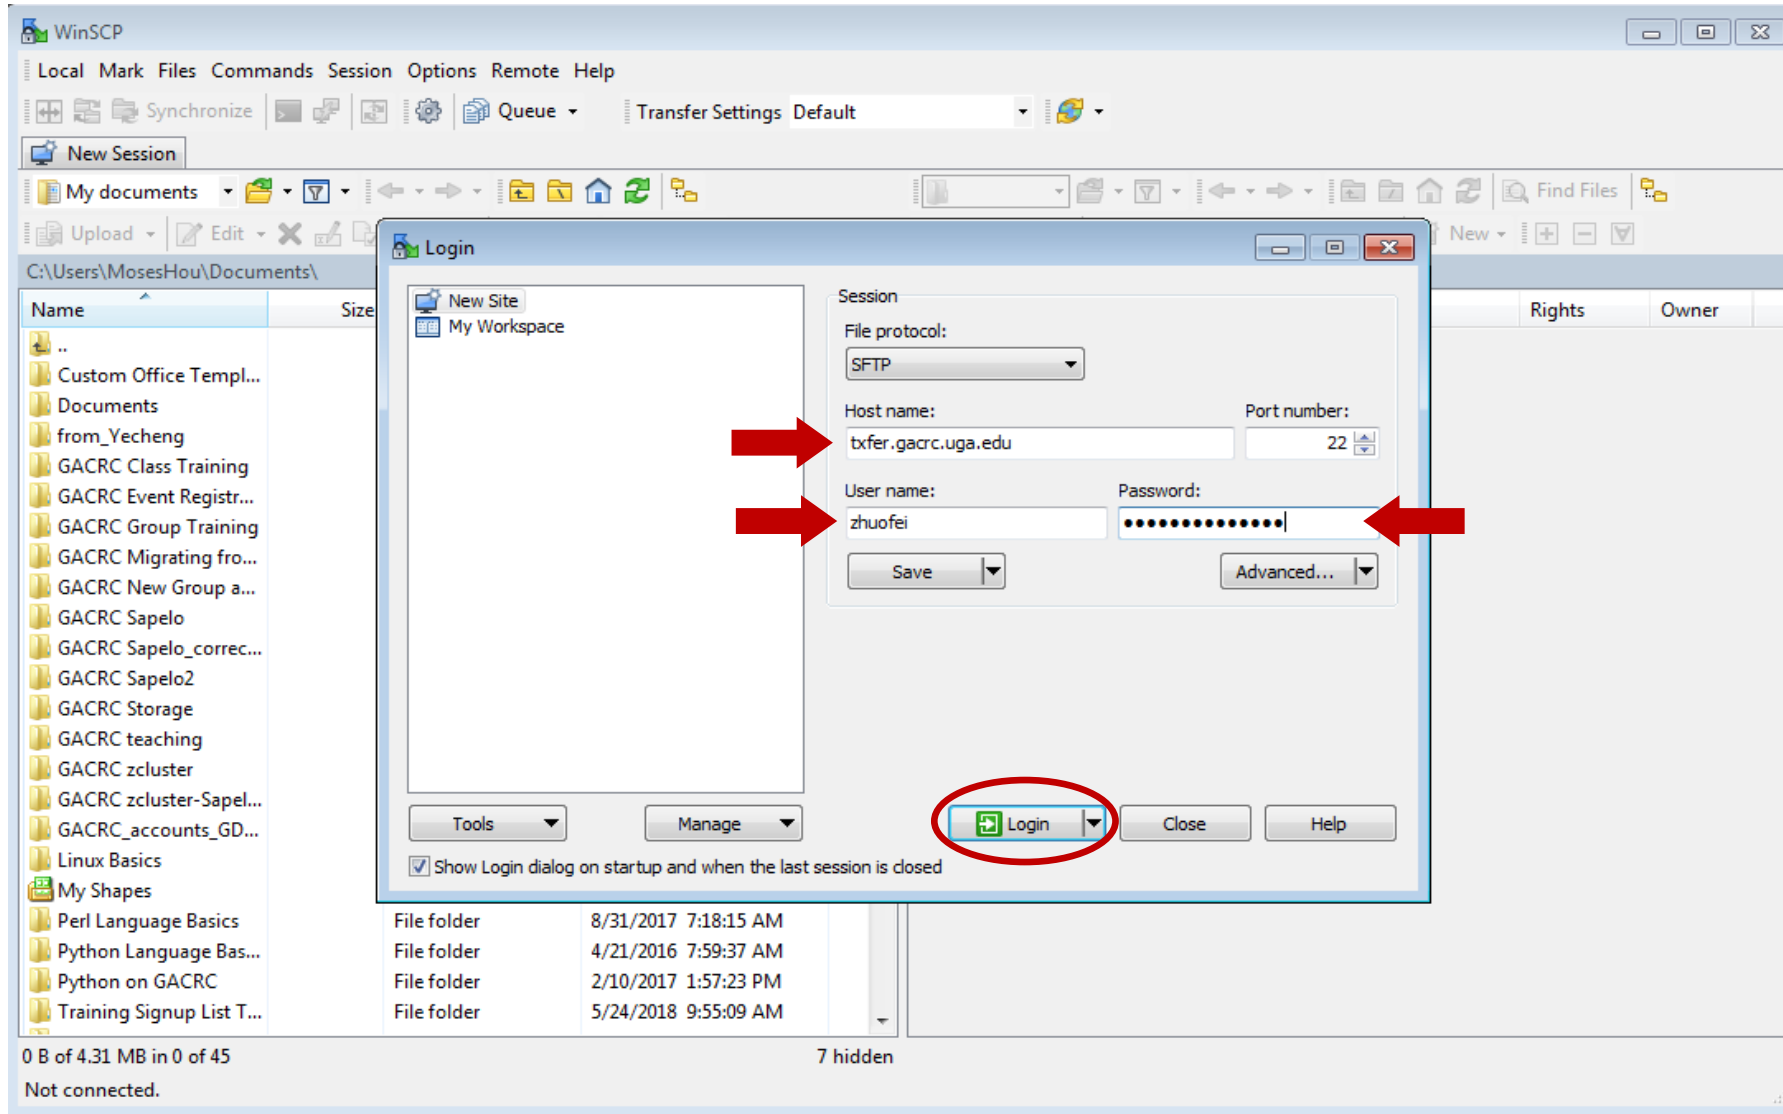 WinSCP
Local Mark Files Commands Session Options Remote Help
Synchronize Queue Transfer Settings Default
New Session
My documents Find Files
Upload Edit New
C:\Users\MosesHou\Documents\
Name Size Rights Owner
..
Custom Office Templ...
Documents
from_Yecheng
GACRC Class Training
GACRC Event Registr...
GACRC Group Training
GACRC Migrating fro...
GACRC New Group a...
GACRC Sapelo
GACRC Sapelo_correc...
GACRC Sapelo2
GACRC Storage
GACRC teaching
GACRC zcluster
GACRC zcluster-Sapel...
GACRC_accounts_GD...
Linux Basics
My Shapes
Perl Language Basics File folder 8/31/2017 7:18:15 AM
Python Language Bas... File folder 4/21/2016 7:59:37 AM
Python on GACRC File folder 2/10/2017 1:57:23 PM
Training Signup List T... File folder 5/24/2018 9:55:09 AM
Login
New Site
My Workspace
Session
File protocol:
SFTP
Host name: Port number:
txfer.gacrc.uga.edu 22
User name: Password:
zhuofei ●●●●●●●●●●●●●●
Save Advanced...
Tools Manage Login Close Help
Show Login dialog on startup and when the last session is closed
0 B of 4.31 MB in 0 of 45 7 hidden
Not connected.